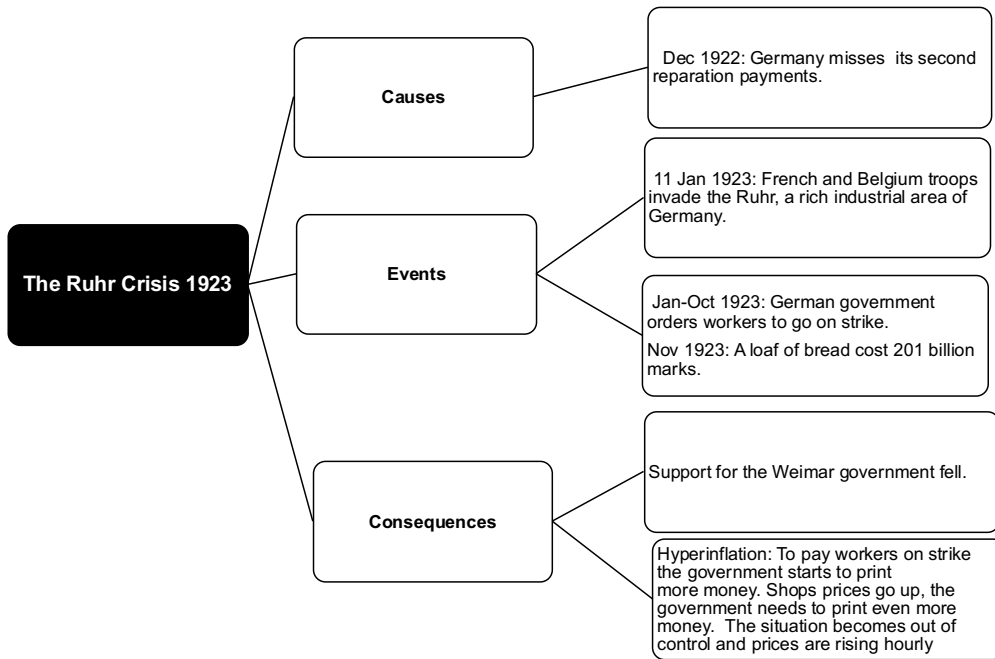 The Ruhr Crisis 1923
Causes
Dec 1922: Germany misses  its second
reparation payments.
Events
11 Jan 1923: French and Belgium troops
invade the Ruhr, a rich industrial area of
Germany.
Jan-Oct 1923: German government
orders workers to go on strike.
Nov 1923: A loaf of bread cost 201 billion
marks.
Consequences
Support for the Weimar government fell.
Hyperinflation: To pay workers on strike
the government starts to print
more money. Shops prices go up, the
government needs to print even more
money.  The situation becomes out of
control and prices are rising hourly